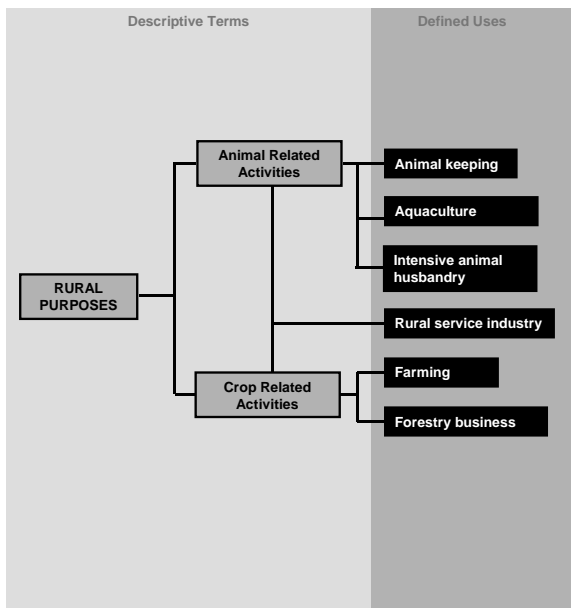 Descriptive Terms
Defined Uses
Animal Related
Activities
Animal keeping
Aquaculture
Intensive animal
husbandry
RURAL
PURPOSES
Rural service industry
Crop Related
Activities
Farming
Forestry business